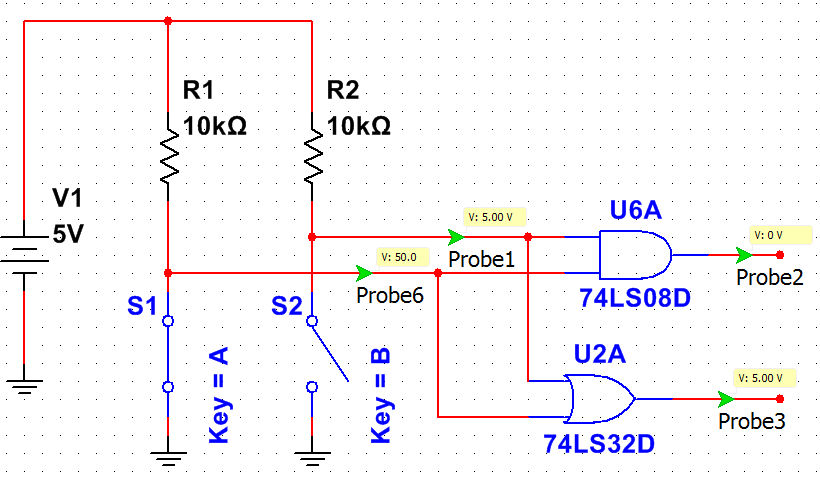 R1
10kΩ
R2
10kΩ
V1
5V
V: 5.00 V
Probe1
V: 50.0
Probe6
U6A
74LS08D
V: 0 V
Probe2
S1
Key = A
S2
Key = B
U2A
74LS32D
V: 5.00 V
Probe3